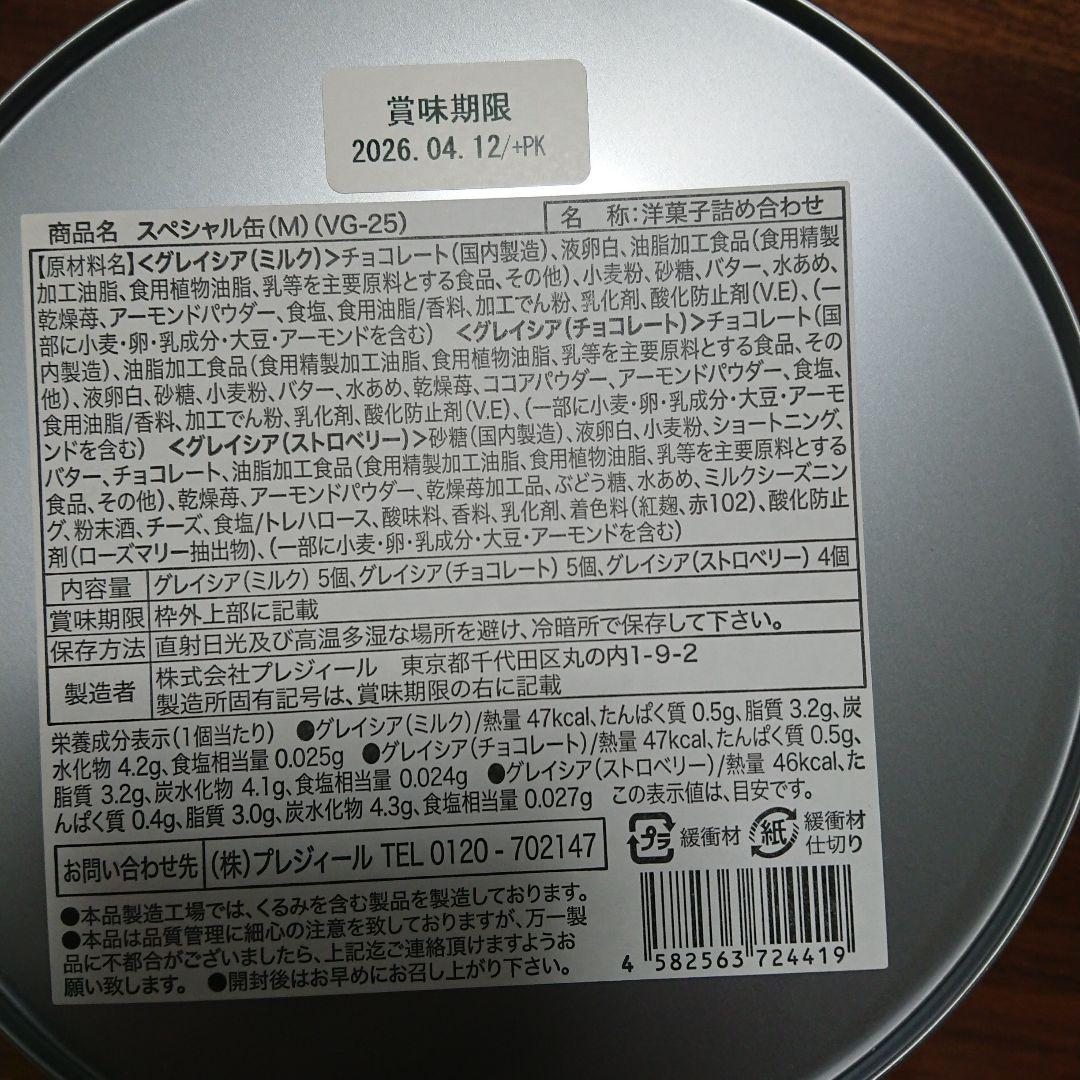 賞味期限
2026.04.12/+PK
商品名 スペシャル缶(M)(VG-25)
名 称:洋菓子詰め合わせ
【原材料名】<グレイシア(ミルク)>チョコレート(国内製造)、液卵白、油脂加工食品(食用精製
加工油脂、食用植物油脂、乳等を主要原料とする食品、その他)、小麦粉、砂糖、バター、水あめ、
乾燥苺、アーモンドパウダー、食塩、食用油脂/香料、加工でん粉、乳化剤、酸化防止剤(V.E)、(一
部に小麦・卵・乳成分・大豆・アーモンドを含む) <グレイシア(チョコレート)>チョコレート(国
内製造)、油脂加工食品(食用精製加工油脂、食用植物油脂、乳等を主要原料とする食品、その
他)、液卵白、砂糖、小麦粉、バター、水あめ、乾燥苺、ココアパウダー、アーモンドパウダー、食塩、
食用油脂/香料、加工でん粉、乳化剤、酸化防止剤(V.E)、(一部に小麦・卵・乳成分・大豆・アーモ
ンドを含む) <グレイシア(ストロベリー)>砂糖(国内製造)、液卵白、小麦粉、ショートニング、
バター、チョコレート、油脂加工食品(食用精製加工油脂、食用植物油脂、乳等を主要原料とする
食品、その他)、乾燥苺、アーモンドパウダー、乾燥苺加工品、ぶどう糖、水あめ、ミルクシーズニン
グ、粉末酒、チーズ、食塩/トレハロース、酸味料、香料、乳化剤、着色料(紅麹、赤102)、酸化防止
剤(ローズマリー抽出物)、(一部に小麦・卵・乳成分・大豆・アーモンドを含む)
内容量 グレイシア(ミルク) 5個、グレイシア(チョコレート) 5個、グレイシア(ストロベリー) 4個
賞味期限 枠外上部に記載
保存方法 直射日光及び高温多湿な場所を避け、冷暗所で保存して下さい。
製造者 株式会社プレジィール 東京都千代田区丸の内1-9-2
製造所固有記号は、賞味期限の右に記載
栄養成分表示(1個当たり) ●グレイシア(ミルク)/熱量 47kcal、たんぱく質 0.5g、脂質 3.2g、炭
水化物 4.2g、食塩相当量 0.025g ●グレイシア(チョコレート)/熱量 47kcal、たんぱく質 0.5g、
脂質 3.2g、炭水化物 4.1g、食塩相当量 0.024g ●グレイシア(ストロベリー)/熱量 46kcal、た
んぱく質 0.4g、脂質 3.0g、炭水化物 4.3g、食塩相当量 0.027g この表示値は、目安です。
お問い合わせ先 (株)プレジィール TEL 0120-702147
プラ 緩衝材
紙 緩衝材
仕切り
●本品製造工場では、くるみを含む製品を製造しております。
●本品は品質管理に細心の注意を致しておりますが、万一製
品に不都合がございましたら、上記迄ご連絡頂けますようお
願い致します。 ●開封後はお早めにお召し上がり下さい。
4 582563 724419